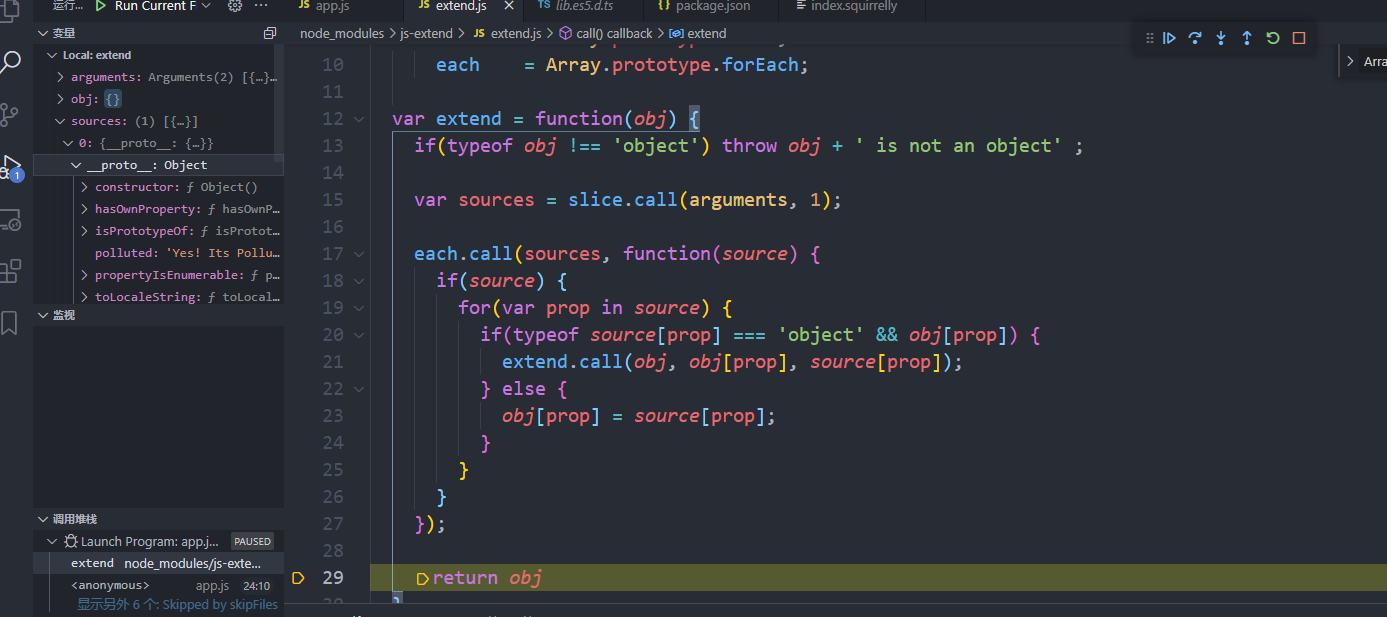 运行... Run Current F ...
JS app.js
JS extend.js
TS lib.es5.d.ts
{} package.json
index.squirrelly
变量
Local: extend
arguments: Arguments(2) [{…}…
obj: {}
sources: (1) [{…}]
0: {__proto__: {…}}
__proto__: Object
constructor: ƒ Object()
hasOwnProperty: ƒ hasOwnP…
isPrototypeOf: ƒ isProtot…
polluted: 'Yes! Its Pollu…
propertyIsEnumerable: ƒ p…
toLocaleString: ƒ toLocal…
监视
调用堆栈
Launch Program: app.j... PAUSED
extend node_modules/js-exte...
<anonymous> app.js 24:10
显示另外 6 个: Skipped by skipFiles
1
node_modules > js-extend > JS extend.js > call() callback > extend
Arra
10 each = Array.prototype.forEach;
11
12 var extend = function(obj) {
13 if(typeof obj !== 'object') throw obj + ' is not an object' ;
14
15 var sources = slice.call(arguments, 1);
16
17 each.call(sources, function(source) {
18 if(source) {
19 for(var prop in source) {
20 if(typeof source[prop] === 'object' && obj[prop]) {
21 extend.call(obj, obj[prop], source[prop]);
22 } else {
23 obj[prop] = source[prop];
24 }
25 }
26 }
27 });
28
29 return obj